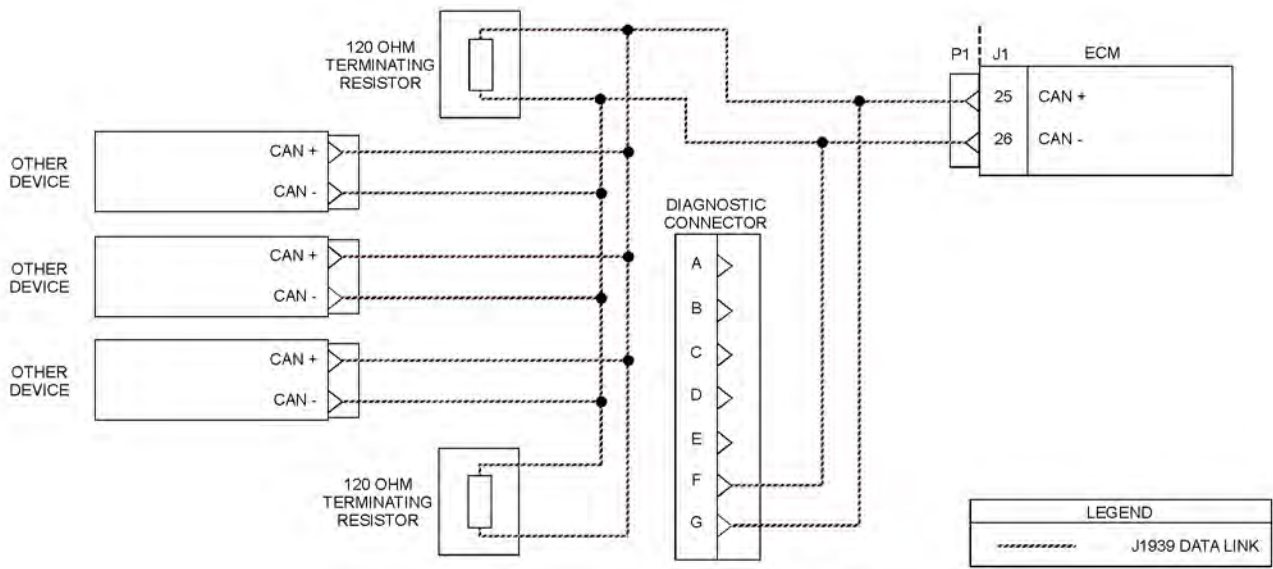 120 OHM
TERMINATING
RESISTOR
P1 J1 ECM
25 CAN +
26 CAN -
OTHER
DEVICE
CAN +
CAN -
OTHER
DEVICE
CAN +
CAN -
OTHER
DEVICE
CAN +
CAN -
DIAGNOSTIC
CONNECTOR
A
B
C
D
E
F
G
120 OHM
TERMINATING
RESISTOR
LEGEND
J1939 DATA LINK